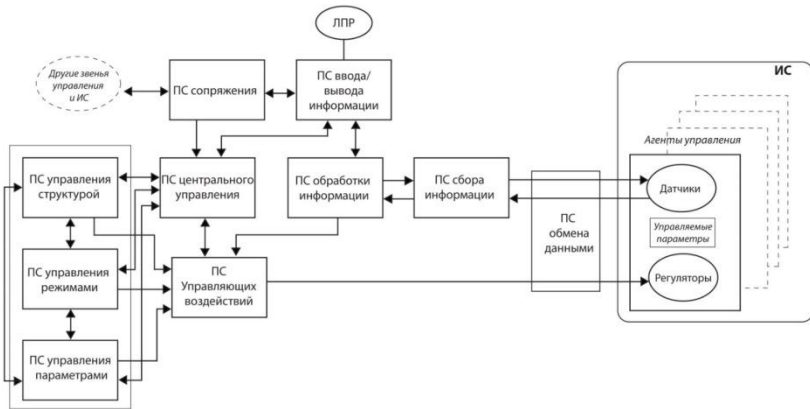 ЛПР
ИС
Другие звенья
управления
и ИС
ПС сопряжения
ПС ввода/
вывода
информации
Агенты управления
ПС управления
структурой
ПС центрального
управления
ПС обработки
информации
ПС сбора
информации
Датчики
ПС
обмена
данными
Управляемые
параметры
ПС управления
режимами
ПС
Управляющих
воздействий
Регуляторы
ПС управления
параметрами